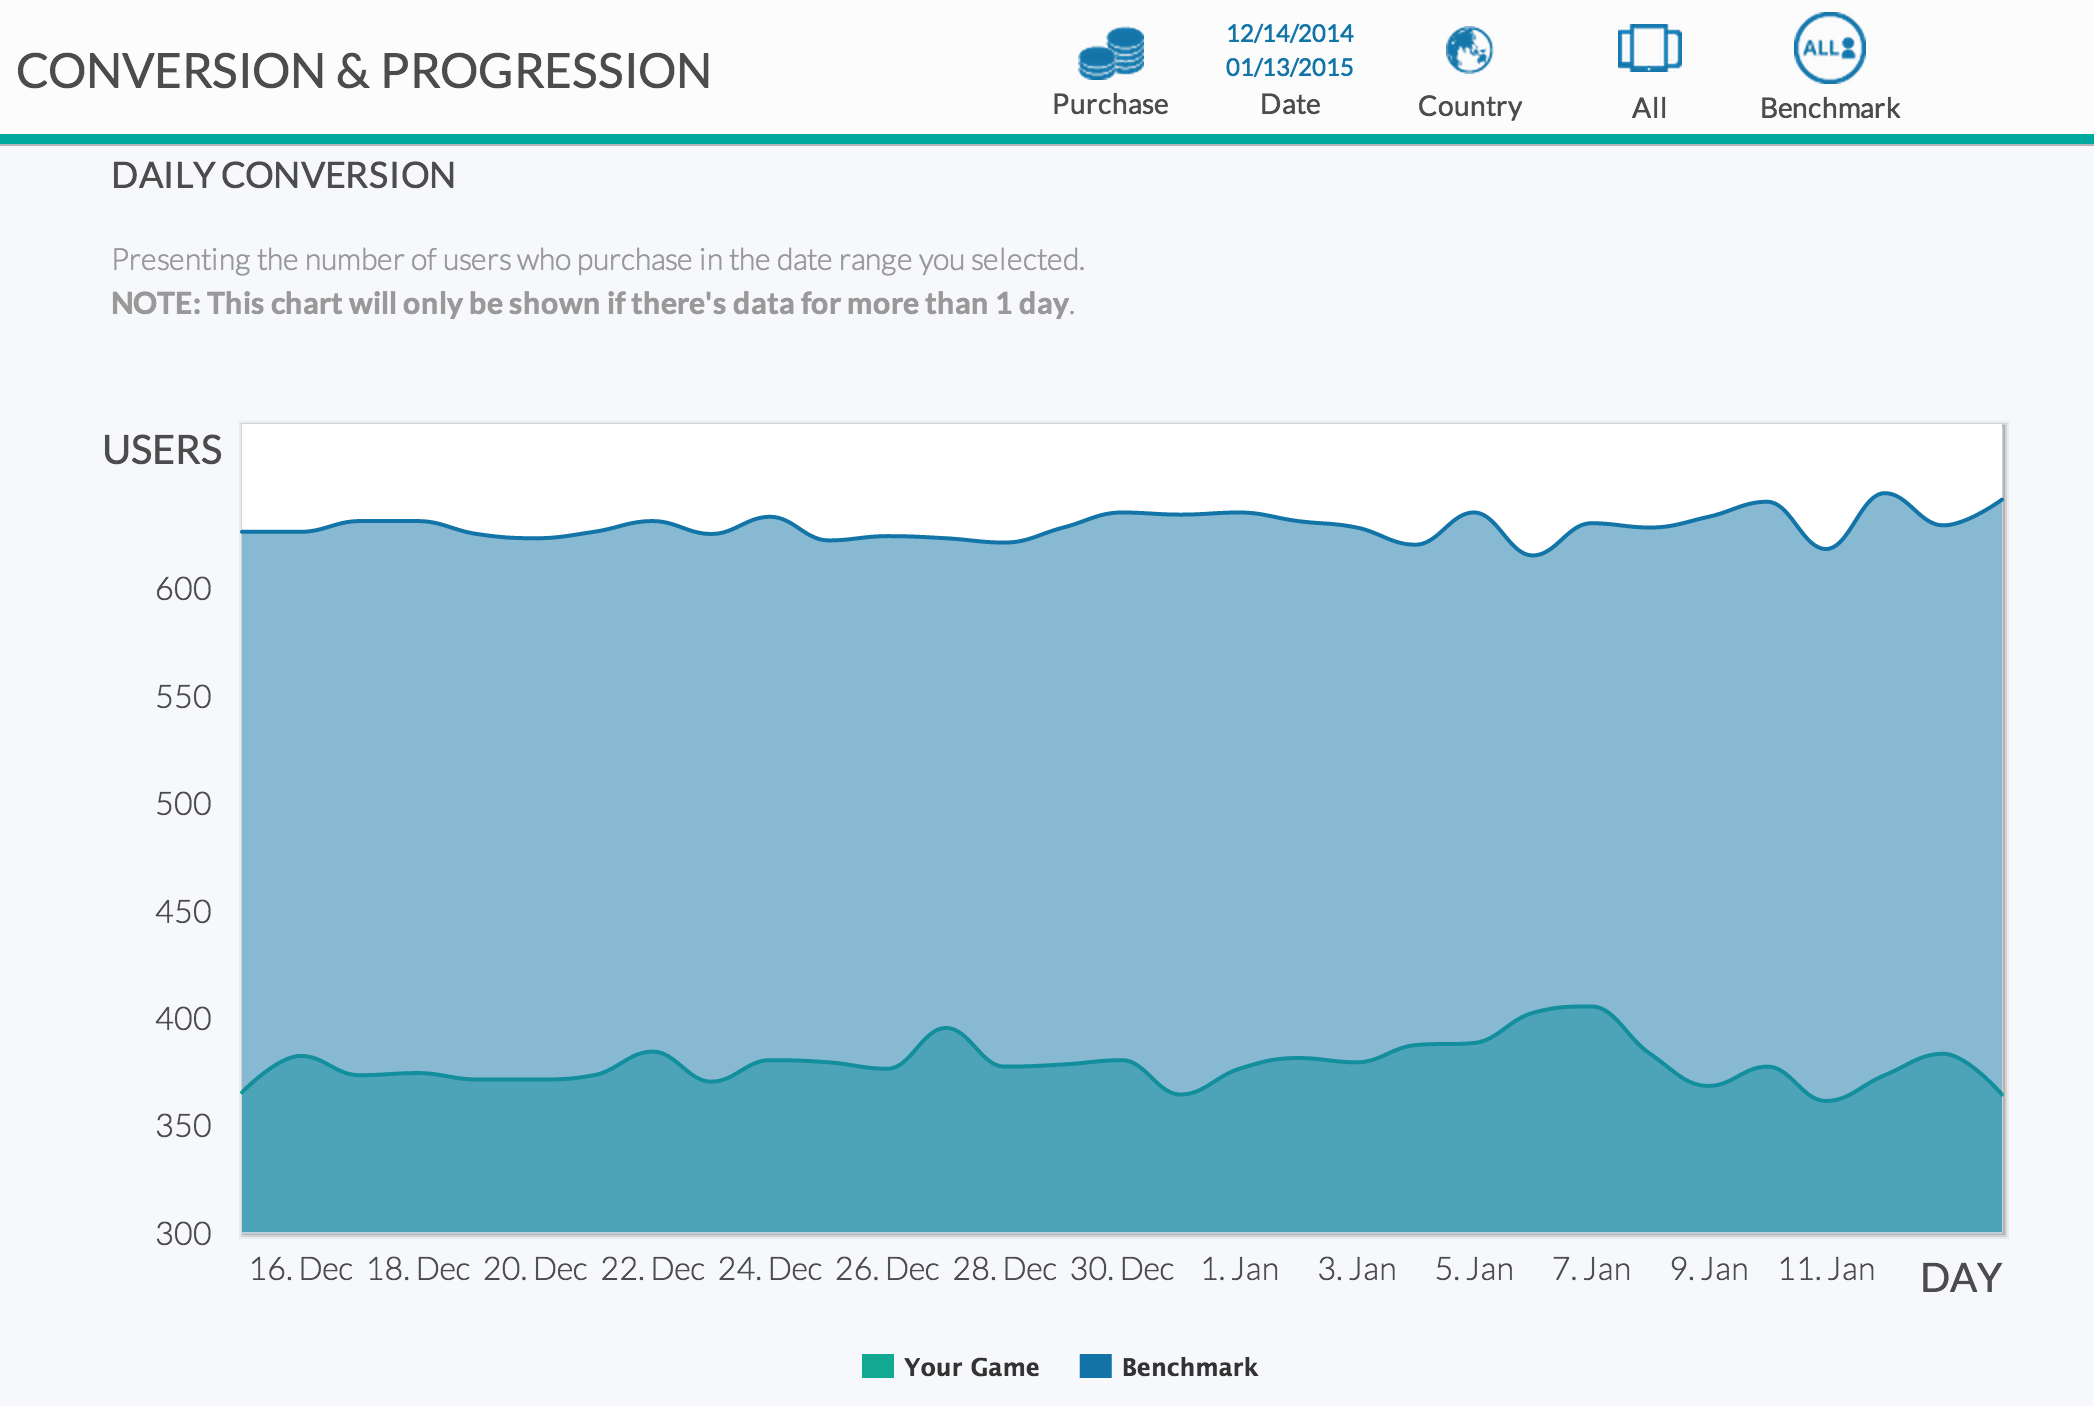 CONVERSION & PROGRESSION
Purchase
12/14/2014
01/13/2015
Date
Country
All
ALL
Benchmark
DAILY CONVERSION
Presenting the number of users who purchase in the date range you selected.
NOTE: This chart will only be shown if there's data for more than 1 day.
USERS
600
550
500
450
400
350
300
16. Dec 18. Dec 20. Dec 22. Dec 24. Dec 26. Dec 28. Dec 30. Dec 1. Jan 3. Jan 5. Jan 7. Jan 9. Jan 11. Jan DAY
Your Game Benchmark